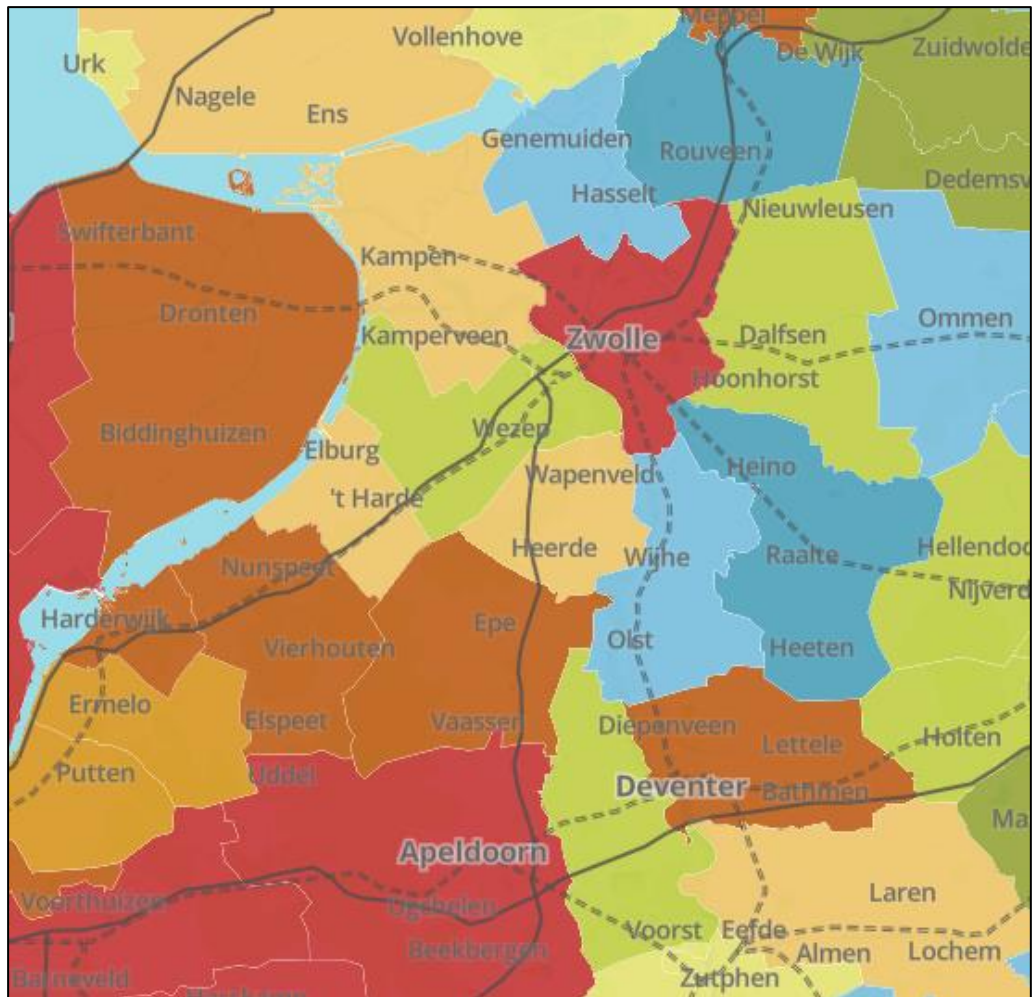 Meppel
Vollenhove
De Wijk
Zuidwolde
Urk
Nagele
Ens
Genemuiden
Rouveen
Hasselt
Dedemsv
Nieuwleusen
Swifterbant
Kampen
Dronten
Kamperveen
Zwolle
Dalfsen
Ommen
Hoonhorst
Biddinghuizen
Elburg
Wezep
't Harde
Wapenveld
Heino
Nunspeet
Heerde
Wijhe
Raalte
Hellendoo
Nijverd
Harderwijk
Vierhouten
Epe
Olst
Heeten
Ermelo
Elspeet
Vaassen
Diepenveen
Lettele
Holten
Putten
Uddel
Deventer
Bathmen
Ma
Apeldoorn
Voorthuizen
Ugchelen
Laren
Beekbergen
Voorst
Eefde
Almen
Lochem
Barneveld
Zutphen